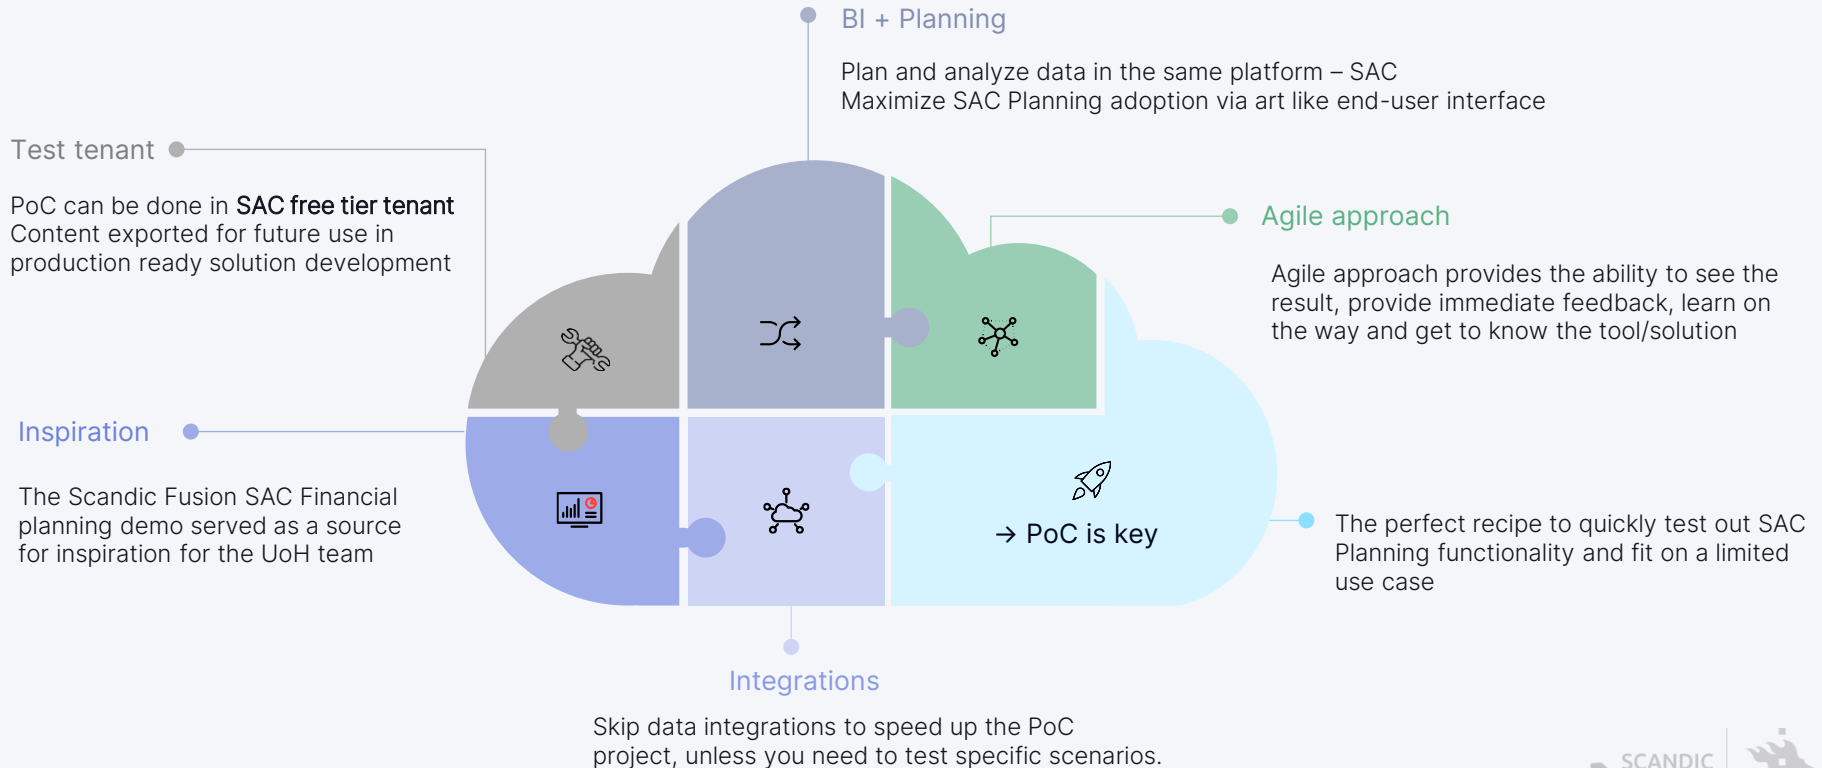 BI + Planning
Plan and analyze data in the same platform – SAC
Maximize SAC Planning adoption via art like end-user interface
Test tenant
PoC can be done in SAC free tier tenant
Content exported for future use in
production ready solution development
Agile approach
Agile approach provides the ability to see the
result, provide immediate feedback, learn on
the way and get to know the tool/solution
Inspiration
The Scandic Fusion SAC Financial
planning demo served as a source
for inspiration for the UoH team
→ PoC is key
The perfect recipe to quickly test out SAC
Planning functionality and fit on a limited
use case
Integrations
Skip data integrations to speed up the PoC
project, unless you need to test specific scenarios.
SCANDIC